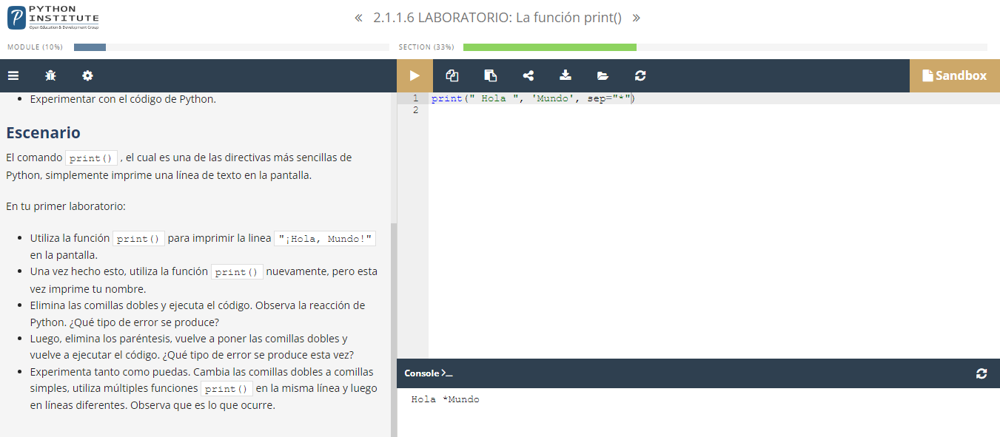 PYTHON
INSTITUTE
Open Education & Development Group
« 2.1.1.6 LABORATORIO: La función print() »
MODULE (10%)
SECTION (33%)
Sandbox
Experimentar con el código de Python.
Escenario
El comando print() , el cual es una de las directivas más sencillas de
Python, simplemente imprime una línea de texto en la pantalla.
En tu primer laboratorio:
Utiliza la función print() para imprimir la linea "¡Hola, Mundo!"
en la pantalla.
Una vez hecho esto, utiliza la función print() nuevamente, pero esta
vez imprime tu nombre.
Elimina las comillas dobles y ejecuta el código. Observa la reacción de
Python. ¿Qué tipo de error se produce?
Luego, elimina los paréntesis, vuelve a poner las comillas dobles y
vuelve a ejecutar el código. ¿Qué tipo de error se produce esta vez?
Experimenta tanto como puedas. Cambia las comillas dobles a comillas
simples, utiliza múltiples funciones print() en la misma línea y luego
en líneas diferentes. Observa que es lo que ocurre.
1 print(" Hola ", 'Mundo', sep="*")
2
Console >_
Hola *Mundo